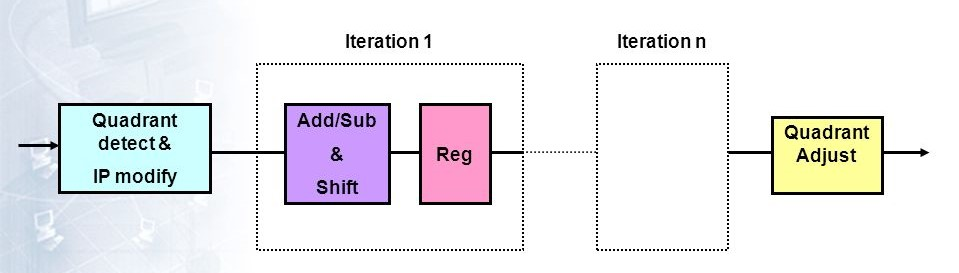 Iteration 1
Iteration n
Quadrant
detect &
IP modify
Add/Sub
&
Shift
Reg
Quadrant
Adjust